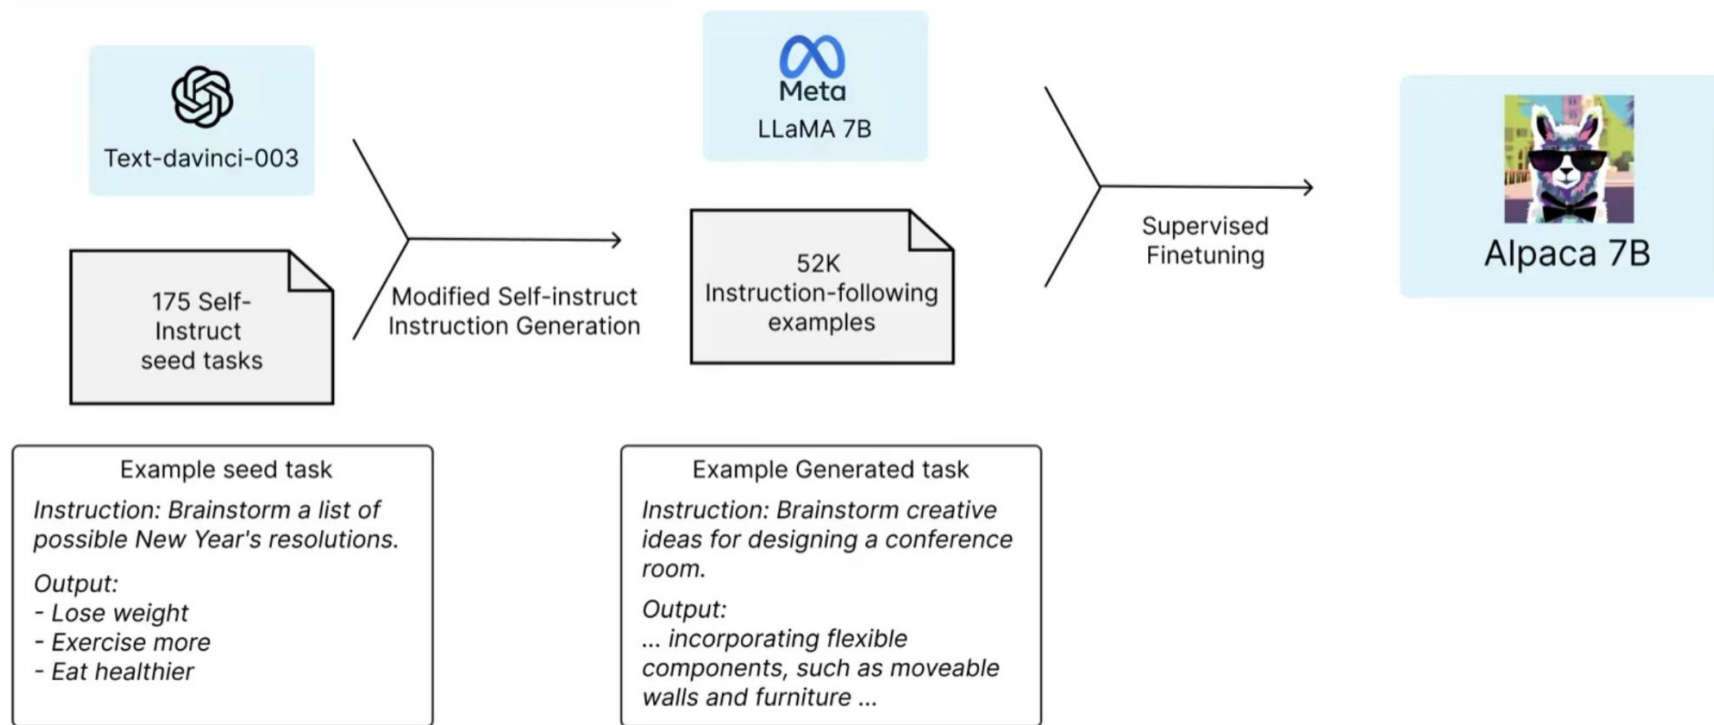 Text-davinci-003
175 Self-
Instruct
seed tasks
Modified Self-instruct
Instruction Generation
Meta
LLaMA 7B
52K
Instruction-following
examples
Supervised
Finetuning
Alpaca 7B
Example seed task
Instruction: Brainstorm a list of
possible New Year's resolutions.
Output:
- Lose weight
- Exercise more
- Eat healthier
Example Generated task
Instruction: Brainstorm creative
ideas for designing a conference
room.
Output:
... incorporating flexible
components, such as moveable
walls and furniture ...